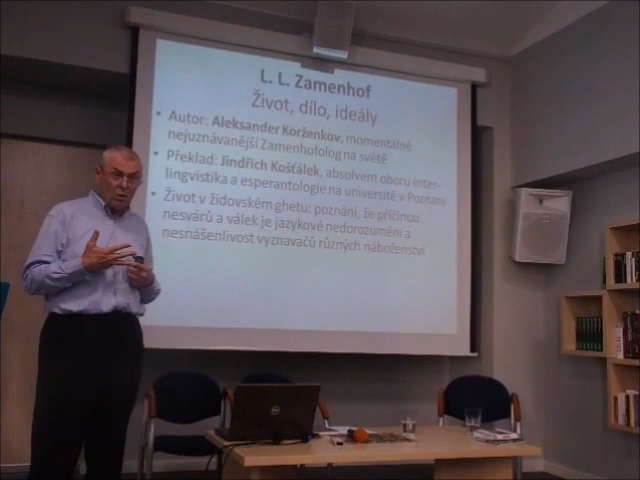 L. L. Zamenhof
Život, dílo, ideály
• Autor: Aleksander Korženkov, momentálně
nejuznávanější Zamenhofolog na světě
• Překlad: Jindřich Košťálek, absolvent oboru inter-
lingvistika a esperantologie na universitě v Poznani
• Život v židovském ghetu: poznání, že příčinou
nesvárů a válek je jazykové nedorozumění a
nesnášenlivost vyznavačů různých náboženství